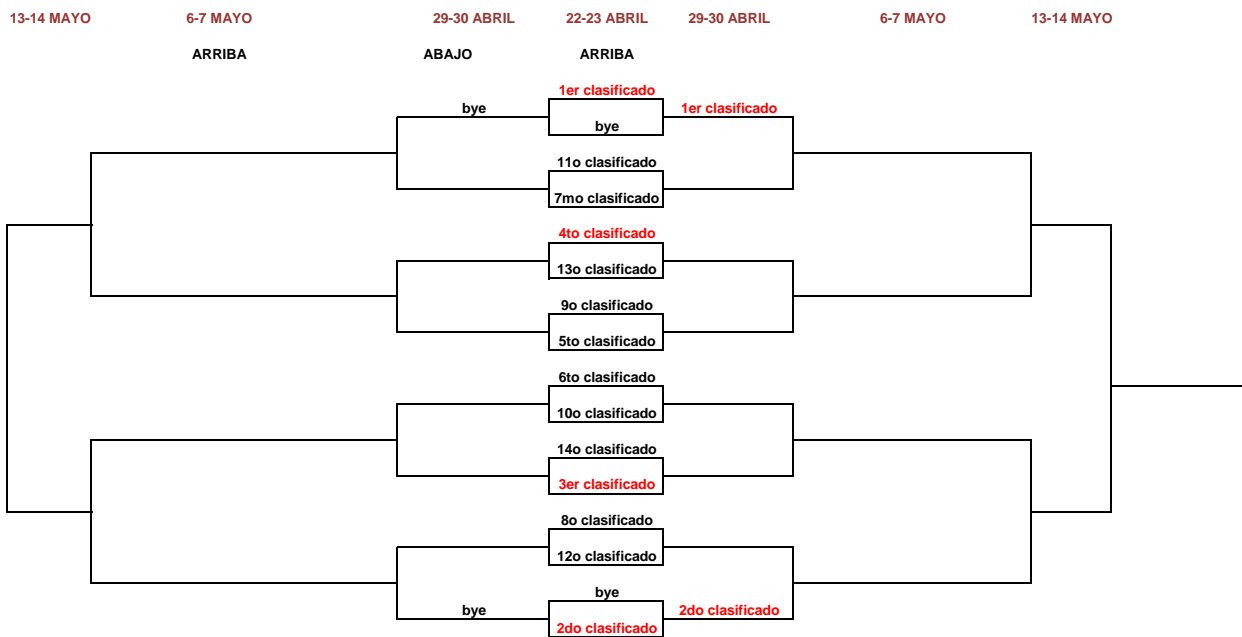 13-14 MAYO 6-7 MAYO 29-30 ABRIL 22-23 ABRIL 29-30 ABRIL 6-7 MAYO 13-14 MAYO
ARRIBA ABAJO ARRIBA
1er clasificado
bye 1er clasificado
bye
11o clasificado
7mo clasificado
4to clasificado
13o clasificado
9o clasificado
5to clasificado
6to clasificado
10o clasificado
14o clasificado
3er clasificado
8o clasificado
12o clasificado
bye
bye 2do clasificado
2do clasificado